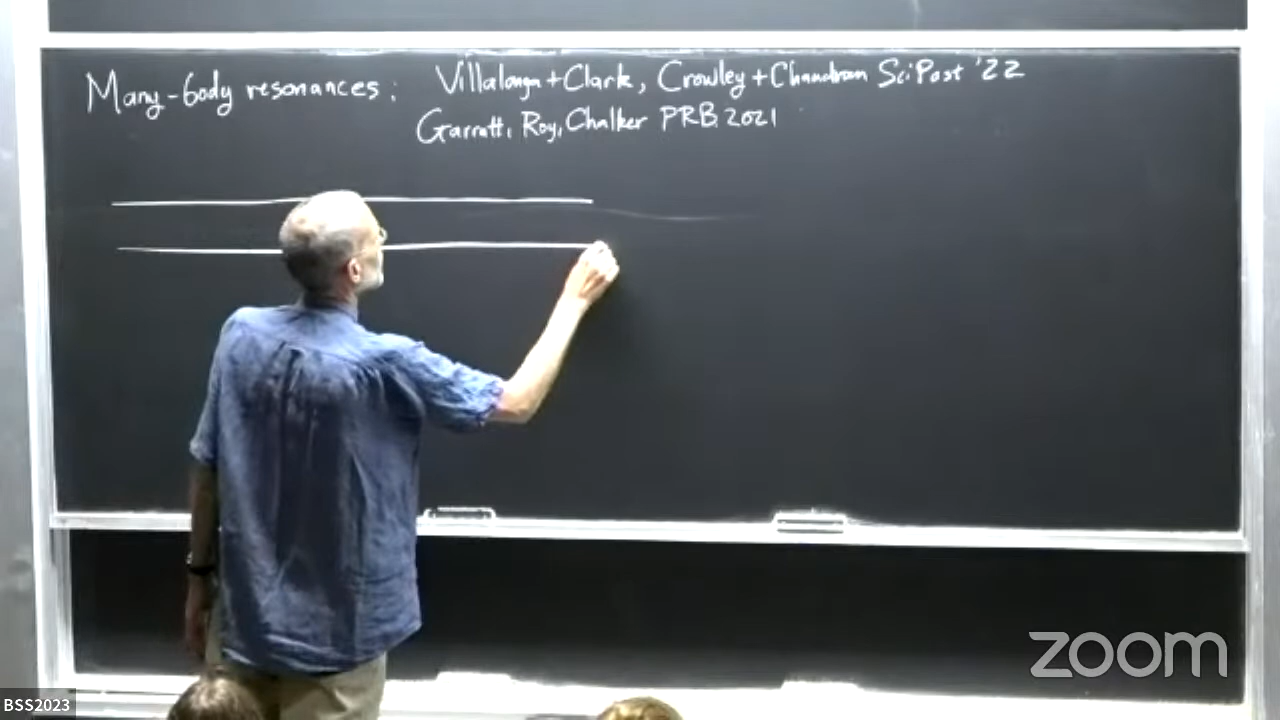 Many-body resonances: Villalonga+Clark, Crowley+Chandran SciPost '22
Garratt, Roy, Chalker PRB 2021
zoom
BSS2023